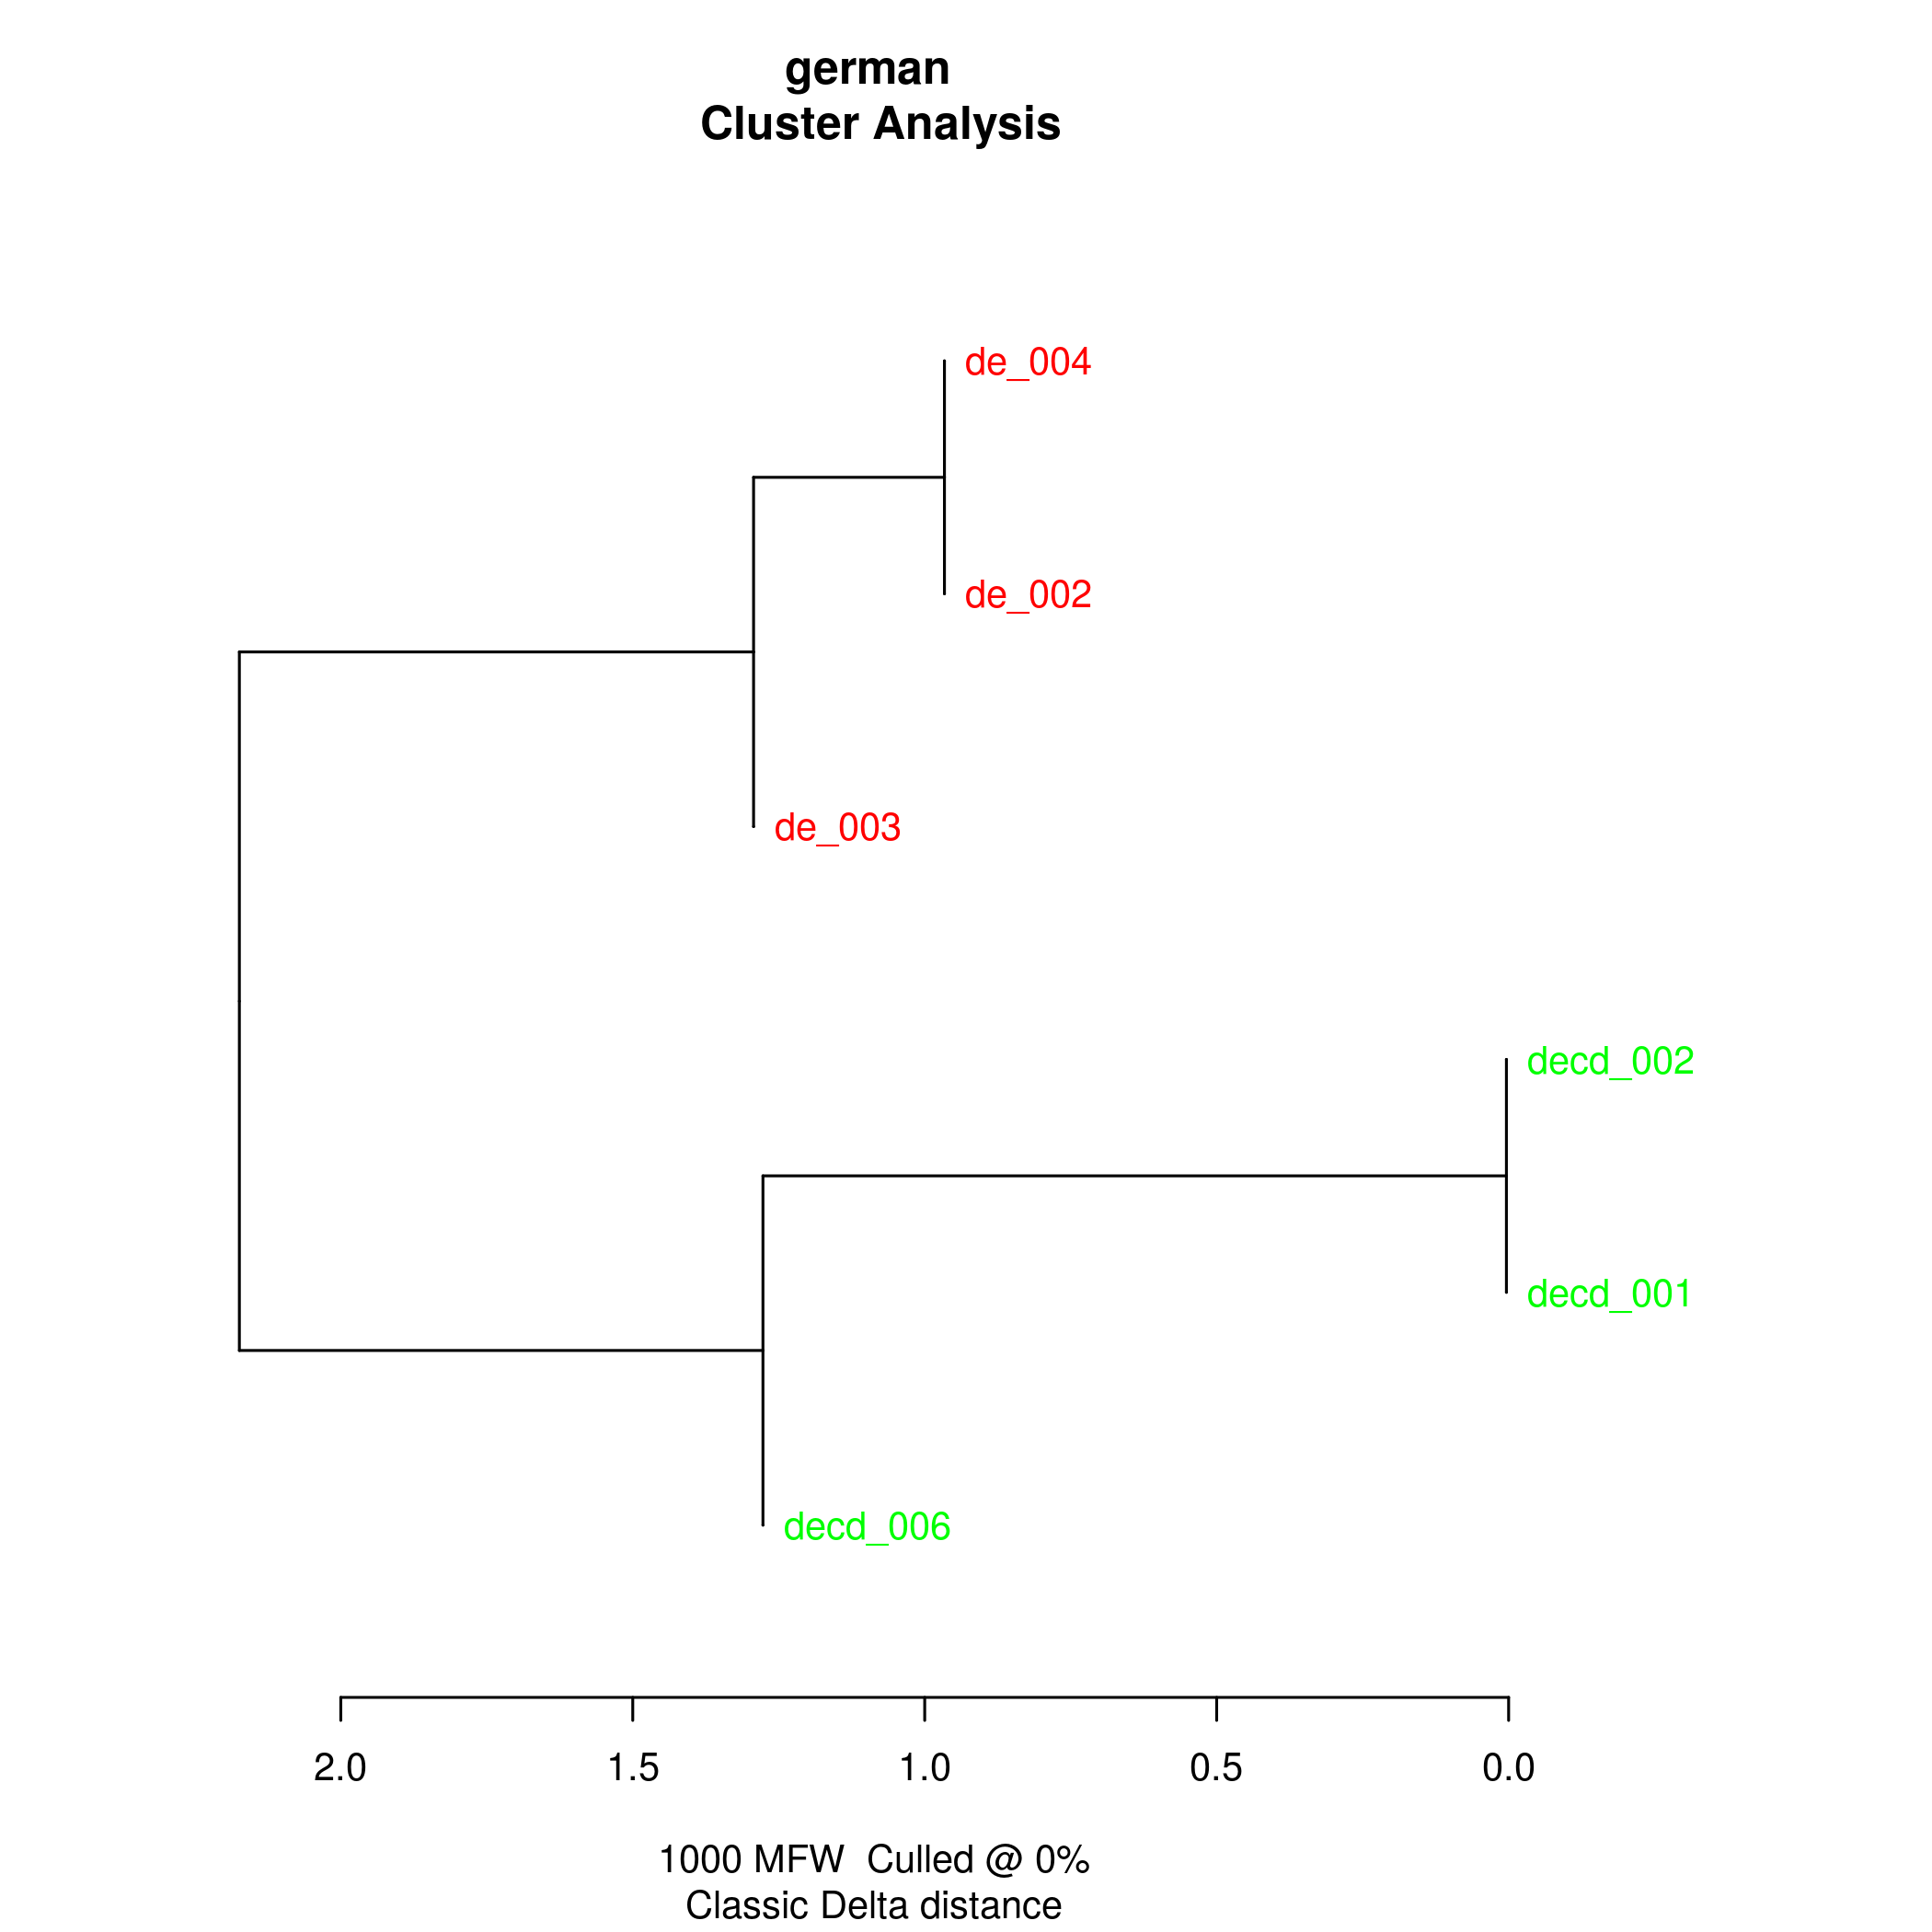 german
Cluster Analysis
de_004
de_002
de_003
decd_002
decd_001
decd_006
2.0 1.5 1.0 0.5 0.0
1000 MFW  Culled @ 0%
Classic Delta distance